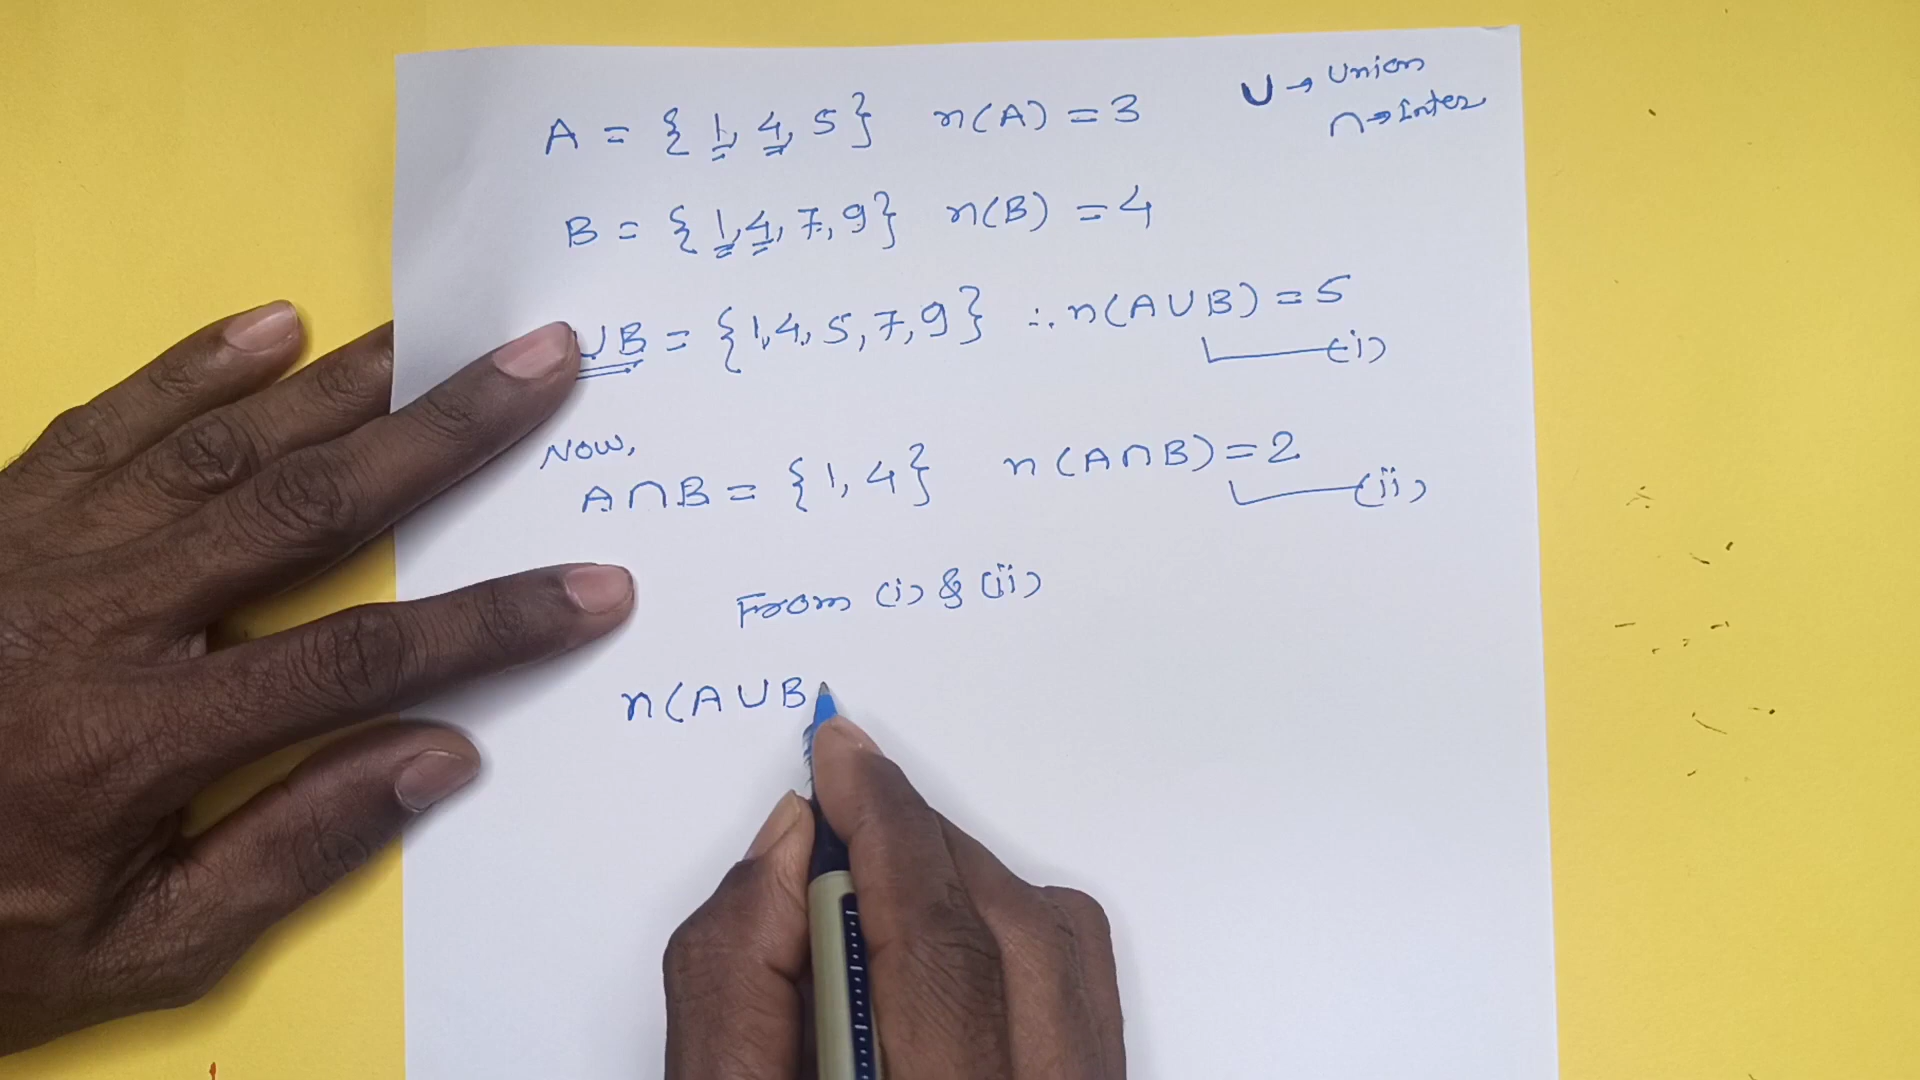 A = { 1, 4, 5 } n(A) = 3
U → Union
∩ → Inter
B = { 1, 4, 7, 9 } n(B) = 4
∪B = { 1, 4, 5, 7, 9 } ∴ n(A∪B) = 5
(i)
Now,
A∩B = { 1, 4 } n(A∩B) = 2
(ii)
From (i) & (ii)
n(A∪B